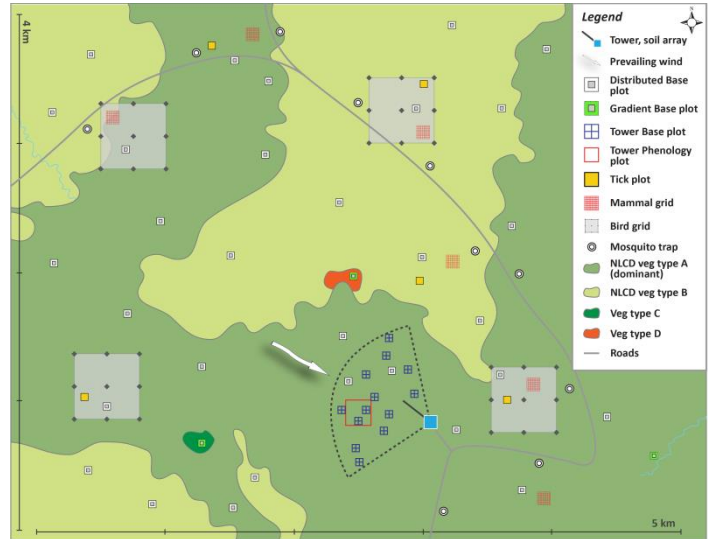 4 km
Legend
N
Tower, soil array
Prevailing wind
Distributed Base
plot
Gradient Base plot
Tower Base plot
Tower Phenology
plot
Tick plot
Mammal grid
Bird grid
Mosquito trap
NLCD veg type A
(dominant)
NLCD veg type B
Veg type C
Veg type D
Roads
5 km